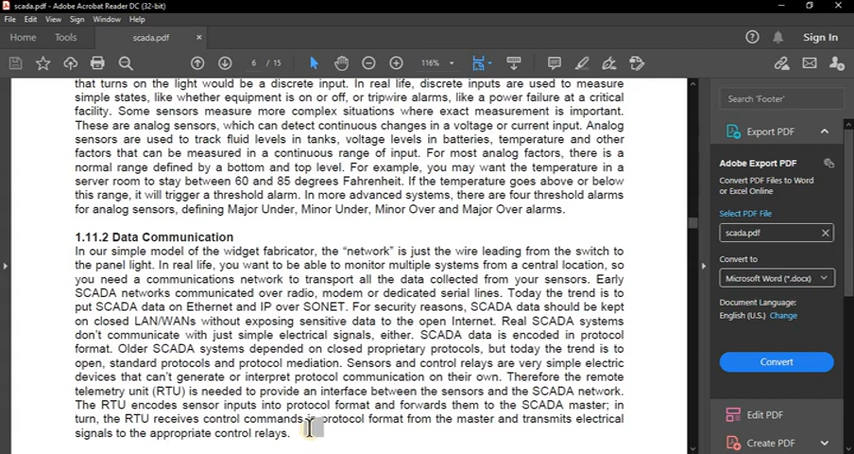 scada.pdf - Adobe Acrobat Reader DC (32-bit)
File Edit View Sign Window Help
Home Tools scada.pdf × Sign In
6 / 15 116%
that turns on the light would be a discrete input. In real life, discrete inputs are used to measure
simple states, like whether equipment is on or off, or tripwire alarms, like a power failure at a critical
facility. Some sensors measure more complex situations where exact measurement is important.
These are analog sensors, which can detect continuous changes in a voltage or current input. Analog
sensors are used to track fluid levels in tanks, voltage levels in batteries, temperature and other
factors that can be measured in a continuous range of input. For most analog factors, there is a
normal range defined by a bottom and top level. For example, you may want the temperature in a
server room to stay between 60 and 85 degrees Fahrenheit. If the temperature goes above or below
this range, it will trigger a threshold alarm. In more advanced systems, there are four threshold alarms
for analog sensors, defining Major Under, Minor Under, Minor Over and Major Over alarms.
1.11.2 Data Communication
In our simple model of the widget fabricator, the “network” is just the wire leading from the switch to
the panel light. In real life, you want to be able to monitor multiple systems from a central location, so
you need a communications network to transport all the data collected from your sensors. Early
SCADA networks communicated over radio, modem or dedicated serial lines. Today the trend is to
put SCADA data on Ethernet and IP over SONET. For security reasons, SCADA data should be kept
on closed LAN/WANs without exposing sensitive data to the open Internet. Real SCADA systems
don’t communicate with just simple electrical signals, either. SCADA data is encoded in protocol
format. Older SCADA systems depended on closed proprietary protocols, but today the trend is to
open, standard protocols and protocol mediation. Sensors and control relays are very simple electric
devices that can’t generate or interpret protocol communication on their own. Therefore the remote
telemetry unit (RTU) is needed to provide an interface between the sensors and the SCADA network.
The RTU encodes sensor inputs into protocol format and forwards them to the SCADA master; in
turn, the RTU receives control commands in protocol format from the master and transmits electrical
signals to the appropriate control relays.
Search 'Footer'
Export PDF
Adobe Export PDF
Convert PDF Files to Word
or Excel Online
Select PDF File
scada.pdf
Convert to
Microsoft Word (*.docx)
Document Language:
English (U.S.) Change
Convert
Edit PDF
Create PDF